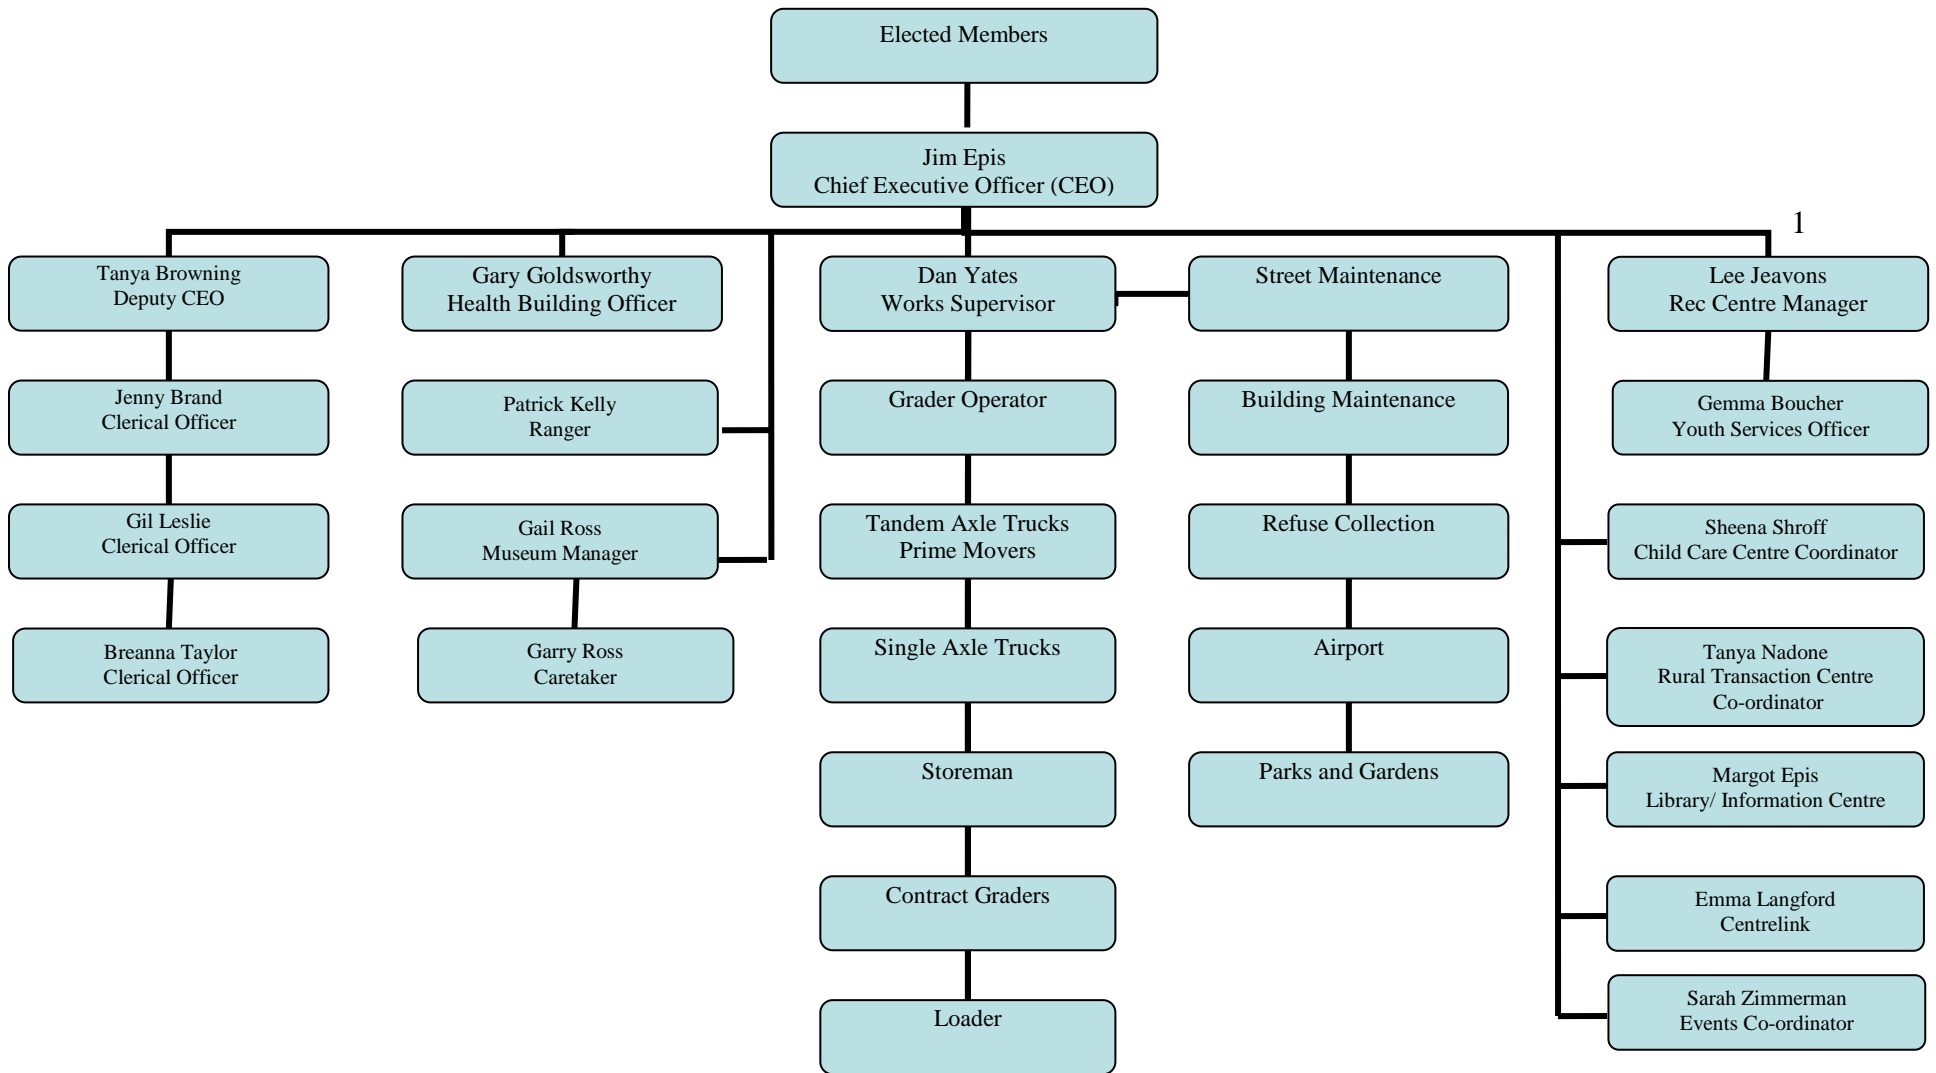 Elected Members
Jim Epis
Chief Executive Officer (CEO)
1
Tanya Browning
Deputy CEO
Gary Goldsworthy
Health Building Officer
Dan Yates
Works Supervisor
Street Maintenance
Lee Jeavons
Rec Centre Manager
Jenny Brand
Clerical Officer
Patrick Kelly
Ranger
Grader Operator
Building Maintenance
Gemma Boucher
Youth Services Officer
Gil Leslie
Clerical Officer
Gail Ross
Museum Manager
Tandem Axle Trucks
Prime Movers
Refuse Collection
Sheena Shroff
Child Care Centre Coordinator
Breanna Taylor
Clerical Officer
Garry Ross
Caretaker
Single Axle Trucks
Airport
Tanya Nadone
Rural Transaction Centre
Co-ordinator
Storeman
Parks and Gardens
Margot Epis
Library/ Information Centre
Contract Graders
Emma Langford
Centrelink
Loader
Sarah Zimmerman
Events Co-ordinator